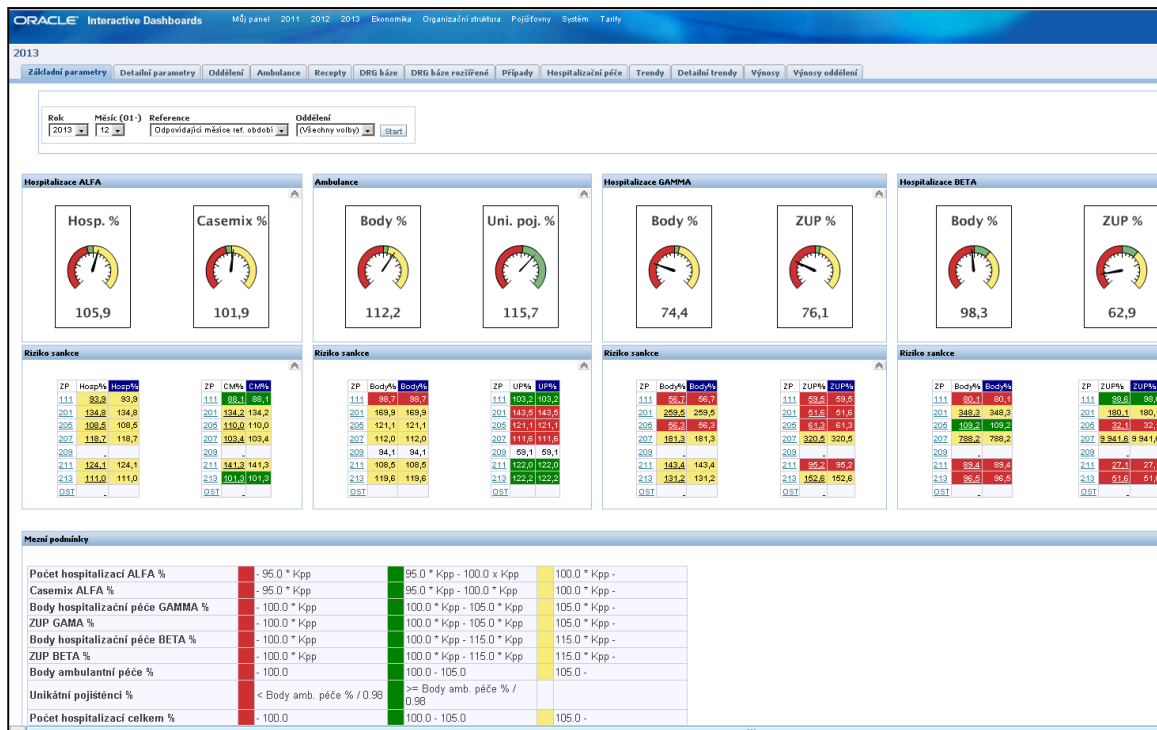 ORACLE Interactive Dashboards Můj panel 2011 2012 2013 Ekonomika Organizační struktura Pojišťovny Systém Tarify
2013
Základní parametry Detailní parametry Oddělení Ambulance Recepty DRG báze DRG báze rozšířené Případy Hospitalizační péče Trendy Detailní trendy Výnosy Výnosy oddělení
Rok Měsíc (01-) Reference Oddělení
2013 12 Odpovídající měsíce ref. období (Všechny volby) Start
Hospitalizace ALFA Ambulance Hospitalizace GAMMA Hospitalizace BETA
Hosp. % Casemix % Body % Uni. poj. % Body % ZUP % Body % ZUP %
105,9 101,9 112,2 115,7 74,4 76,1 98,3 62,9
Riziko sankce Riziko sankce Riziko sankce Riziko sankce
ZP Hosp% Hosp% ZP CM% CM% ZP Body% Body% ZP UP% UP% ZP Body% Body% ZP ZUP% ZUP% ZP Body% Body% ZP ZUP% ZUP%
111 93,9 93,9 111 88,1 88,1 111 98,7 98,7 111 103,2 103,2 111 56,7 56,7 111 59,5 59,5 111 80,1 80,1 111 98,6 98,
201 134,8 134,8 201 134,2 134,2 201 169,9 169,9 201 143,5 143,5 201 259,5 259,5 201 51,6 51,6 201 348,3 348,3 201 180,1 180,
205 108,5 108,5 205 110,0 110,0 205 121,1 121,1 205 121,1 121,1 205 56,3 56,3 205 61,3 61,3 205 109,2 109,2 205 32,1 32,
207 118,7 118,7 207 103,4 103,4 207 112,0 112,0 207 111,6 111,6 207 181,3 181,3 207 320,5 320,5 207 788,2 788,2 207 9 941,6 9 941,
209 209 209 94,1 94,1 209 59,1 59,1 209 209 209 209
211 124,1 124,1 211 141,3 141,3 211 108,5 108,5 211 122,0 122,0 211 143,4 143,4 211 95,2 95,2 211 89,4 89,4 211 27,1 27,
213 111,0 111,0 213 101,3 101,3 213 119,6 119,6 213 122,2 122,2 213 131,2 131,2 213 152,6 152,6 213 96,5 96,5 213 51,6 51,
OST OST OST OST OST OST OST OST
Mezní podmínky
Počet hospitalizací ALFA % - 95.0 * Kpp 95.0 * Kpp - 100.0 x Kpp 100.0 * Kpp -
Casemix ALFA % - 95.0 * Kpp 95.0 * Kpp - 100.0 * Kpp 100.0 * Kpp -
Body hospitalizační péče GAMMA % - 100.0 * Kpp 100.0 * Kpp - 105.0 * Kpp 105.0 * Kpp -
ZUP GAMA % - 100.0 * Kpp 100.0 * Kpp - 105.0 * Kpp 105.0 * Kpp -
Body hospitalizační péče BETA % - 100.0 * Kpp 100.0 * Kpp - 115.0 * Kpp 115.0 * Kpp -
ZUP BETA % - 100.0 * Kpp 100.0 * Kpp - 115.0 * Kpp 115.0 * Kpp -
Body ambulantní péče % - 100.0 100.0 - 105.0 105.0 -
Unikátní pojištěnci % < Body amb. péče % / 0.98 >= Body amb. péče % /
0.98
Počet hospitalizací celkem % - 100.0 100.0 - 105.0 105.0 -